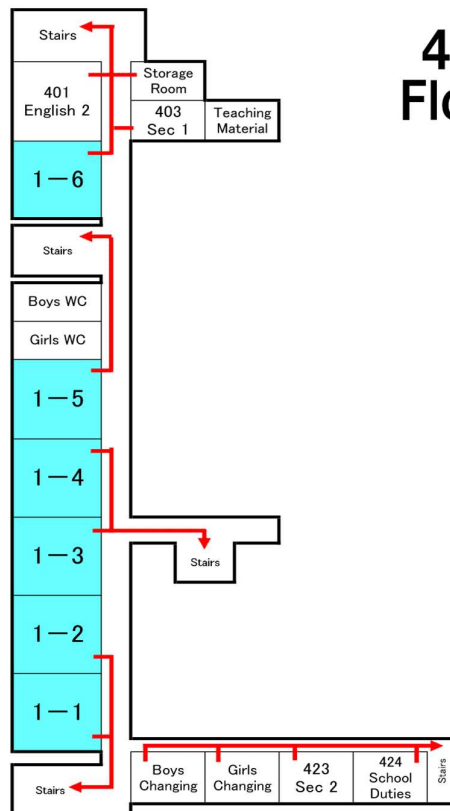 Stairs
4
Flo
401
English 2
Storage
Room
403
Sec 1
Teaching
Material
1－6
Stairs
Boys WC
Girls WC
1－5
1－4
1－3
Stairs
1－2
1－1
Stairs
Boys
Changing
Girls
Changing
423
Sec 2
424
School
Duties
Stairs